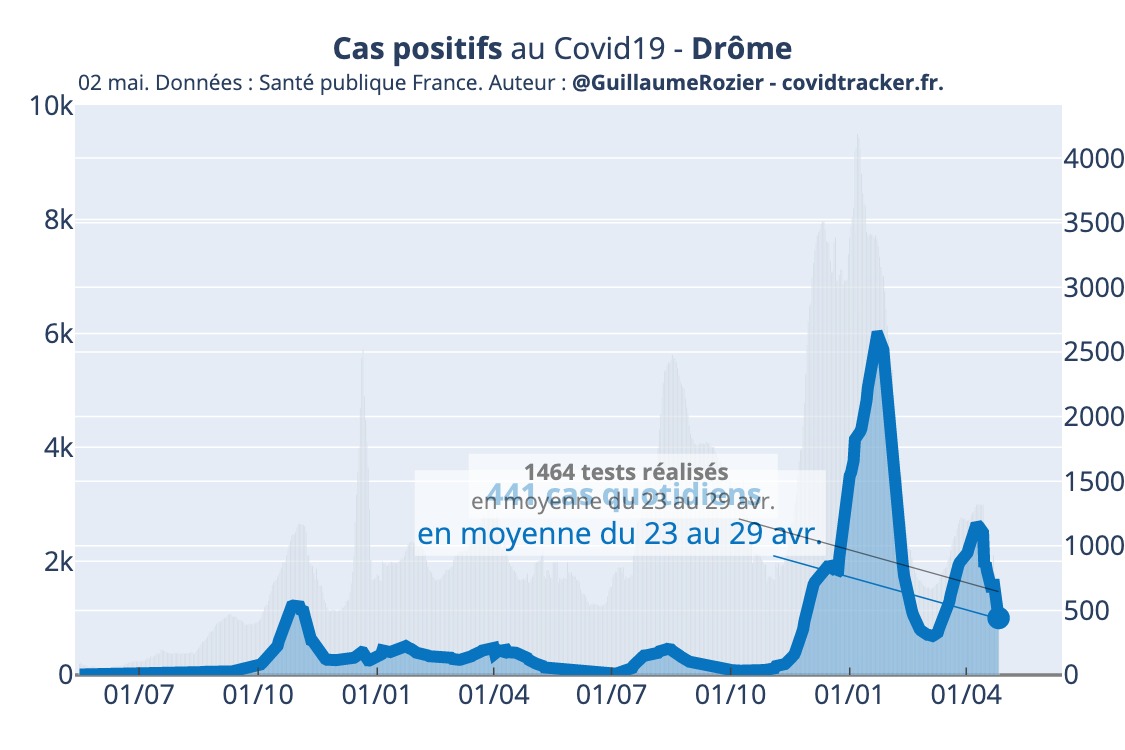 Cas positifs au Covid19 - Drôme
02 mai. Données : Santé publique France. Auteur : @GuillaumeRozier - covidtracker.fr.
10k
8k
6k
4k
2k
0
4000
3500
3000
2500
2000
1500
1000
500
0
1464 tests réalisés
en moyenne du 23 au 29 avr.
441 cas quotidiens
en moyenne du 23 au 29 avr.
01/07 01/10 01/01 01/04 01/07 01/10 01/01 01/04